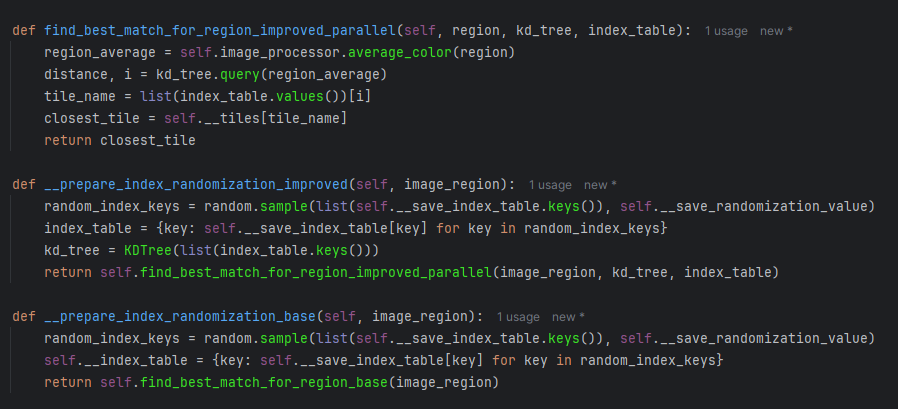 def find_best_match_for_region_improved_parallel(self, region, kd_tree, index_table): 1 usage new *
    region_average = self.image_processor.average_color(region)
    distance, i = kd_tree.query(region_average)
    tile_name = list(index_table.values())[i]
    closest_tile = self.__tiles[tile_name]
    return closest_tile
def __prepare_index_randomization_improved(self, image_region): 1 usage new *
    random_index_keys = random.sample(list(self.__save_index_table.keys()), self.__save_randomization_value)
    index_table = {key: self.__save_index_table[key] for key in random_index_keys}
    kd_tree = KDTree(list(index_table.keys()))
    return self.find_best_match_for_region_improved_parallel(image_region, kd_tree, index_table)
def __prepare_index_randomization_base(self, image_region): 1 usage new *
    random_index_keys = random.sample(list(self.__save_index_table.keys()), self.__save_randomization_value)
    self.__index_table = {key: self.__save_index_table[key] for key in random_index_keys}
    return self.find_best_match_for_region_base(image_region)